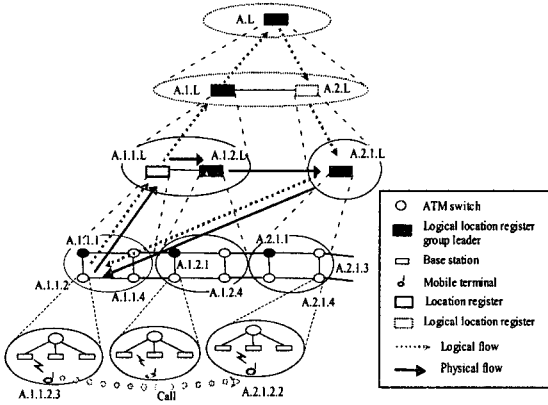 A.L
A.1.L
A.2.L
A.1.1.L
A.1.2.L
A.2.1.L
A.1.1.1
A.1.2.1
A.2.1.1
A.1.1.2
A.1.1.4
A.1.2.4
A.2.1.3
A.2.1.4
A.1.1.2.3
Call
A.2.1.2.2
ATM switch
Logical location register
group leader
Base station
Mobile terminal
Location register
Logical location register
Logical flow
Physical flow